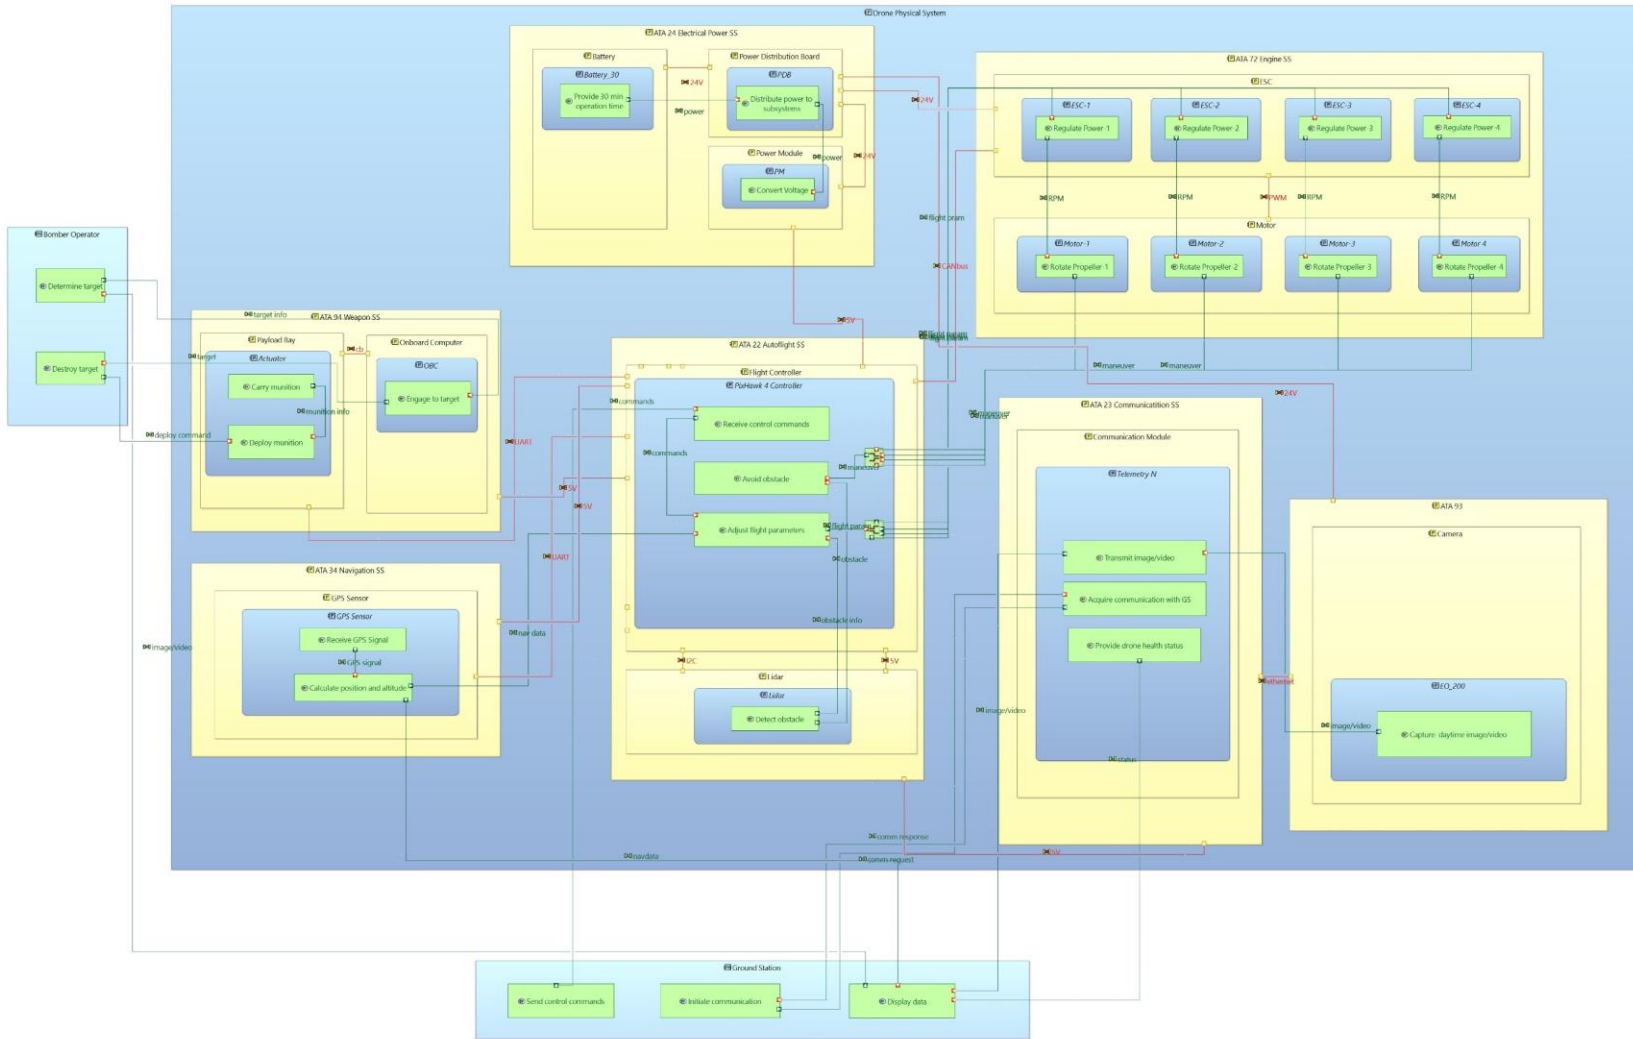 Drone Physical System
ATA 24 Electrical Power SS
Battery
Battery_30
Provide 30 min
operation time
Power Distribution Board
PDB
Distribute power to
subsystems
24V
power
Power Module
power
24V
PM
Convert Voltage
ATA 72 Engine SS
ESC
ESC-1
ESC-2
ESC-3
ESC-4
Regulate Power 1
Regulate Power 2
Regulate Power-3
Regulate Power-4
24V
RPM
RPM
PWM
RPM
RPM
flight pram
Motor
Motor-1
Motor-2
Motor-3
Motor 4
Rotate Propeller-1
Rotate Propeller-2
Rotate Propeller 3
Rotate Propeller-4
CANbus
Bomber Operator
Determine target
Destroy target
target info
ATA 94 Weapon SS
Payload Bay
cb
Onboard Computer
target
Actuator
OBC
Carry munition
Engage to target
munition info
deploy command
Deploy munition
5V
ATA 22 Autoflight SS
flight param
Flight Controller
PixHawk 4 Controller
commands
Receive control commands
UART
commands
Avoid obstacle
maneuver
5V
5V
Adjust flight parameters
flight param
UART
obstacle
obstacle info
I2C
5V
Lidar
Lidar
Detect obstacle
maneuver
maneuver
maneuver
24V
ATA 34 Navigation SS
GPS Sensor
GPS Sensor
Receive GPS Signal
GPS signal
Calculate position and altitude
nav data
image/video
ATA 23 Communicatition SS
Communication Module
Telemetry N
Transmit image/video
Acquire communication with GS
Provide drone health status
image/video
status
ethernet
ATA 93
Camera
EO_200
image/video
Capture daytime image/video
comm response
navdata
comm request
5V
Ground Station
Send control commands
Initiate communication
Display data